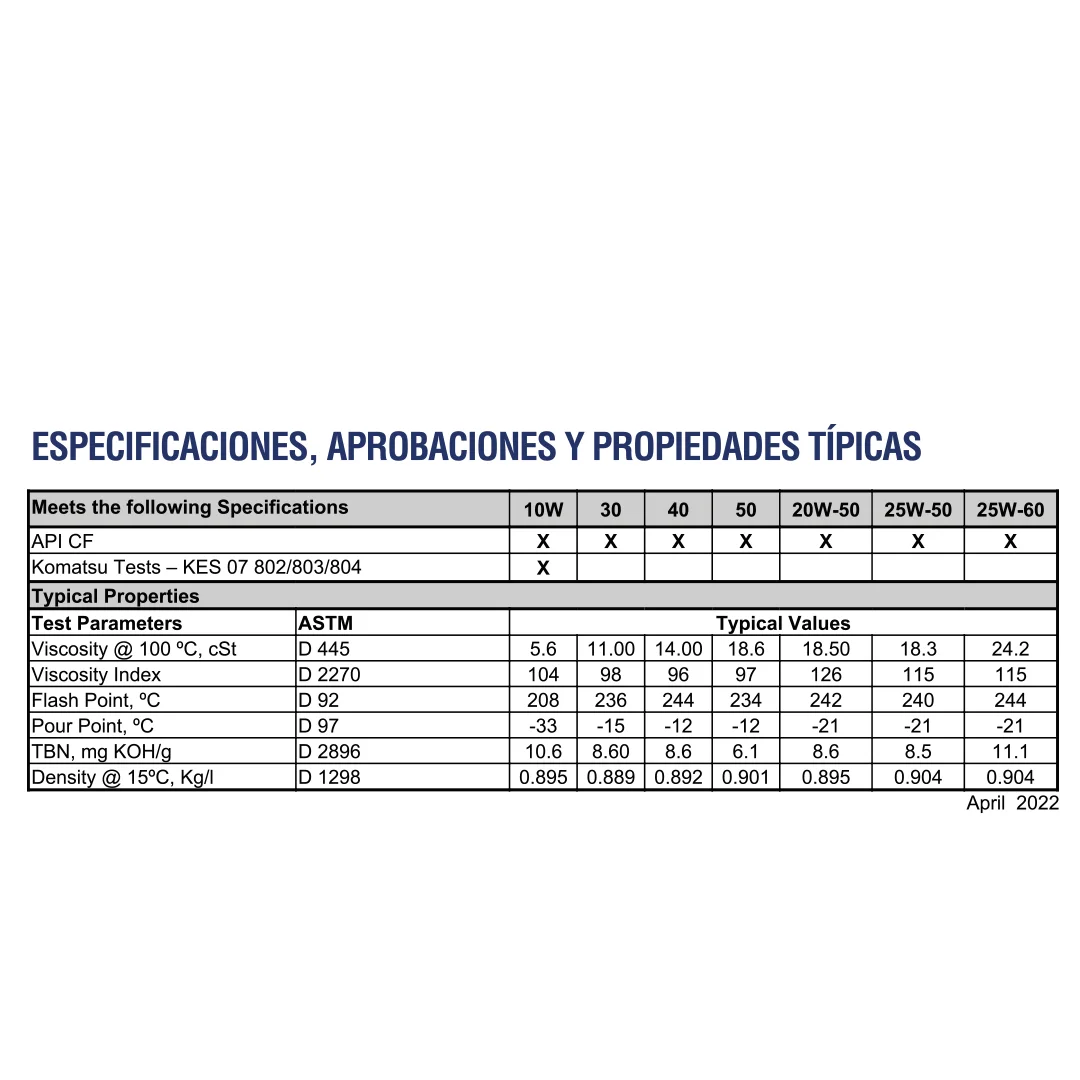 ESPECIFICACIONES, APROBACIONES Y PROPIEDADES TÍPICAS
Meets the following Specifications 10W 30 40 50 20W-50 25W-50 25W-60
API CF X X X X X X X
Komatsu Tests – KES 07 802/803/804 X
Typical Properties
Test Parameters ASTM Typical Values
Viscosity @ 100 ºC, cSt D 445 5.6 11.00 14.00 18.6 18.50 18.3 24.2
Viscosity Index D 2270 104 98 96 97 126 115 115
Flash Point, ºC D 92 208 236 244 234 242 240 244
Pour Point, ºC D 97 -33 -15 -12 -12 -21 -21 -21
TBN, mg KOH/g D 2896 10.6 8.60 8.6 6.1 8.6 8.5 11.1
Density @ 15ºC, Kg/l D 1298 0.895 0.889 0.892 0.901 0.895 0.904 0.904
April 2022